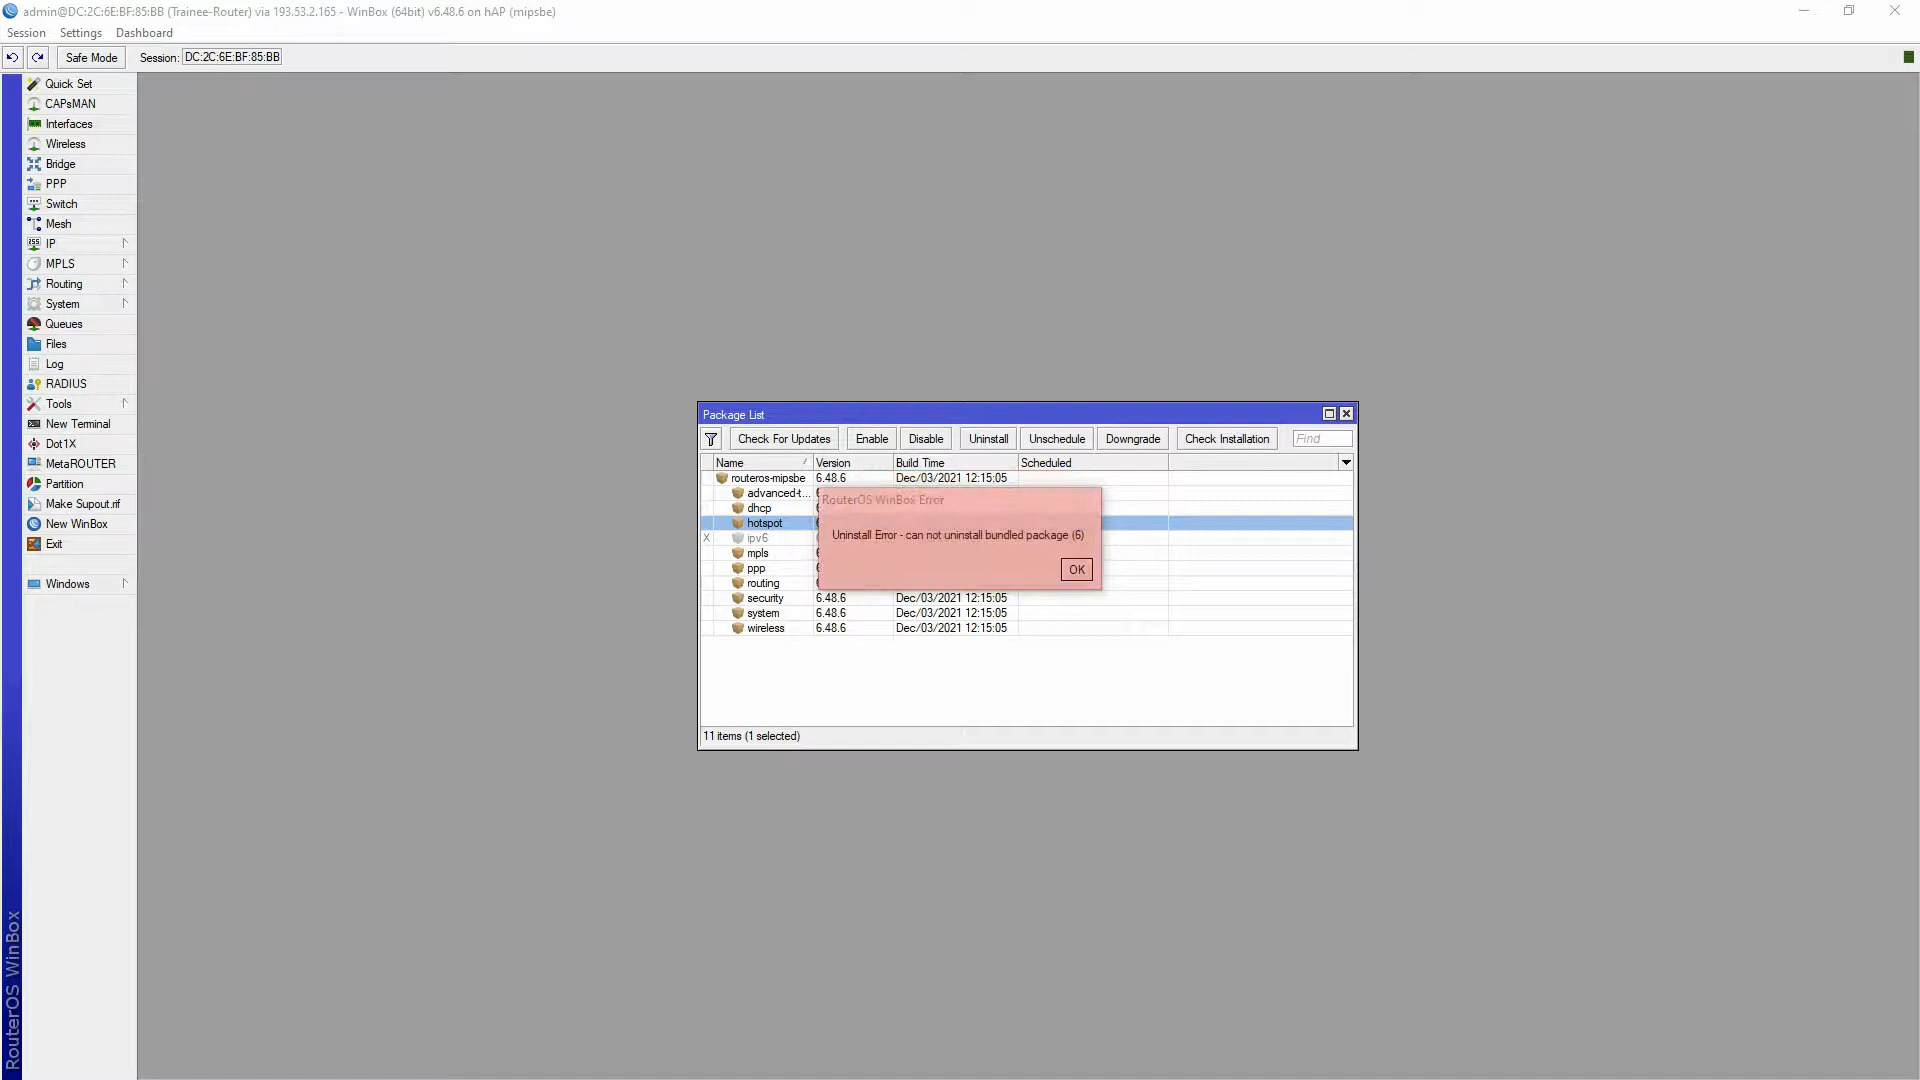 admin@DC:2C:6E:BF:85:BB (Trainee-Router) via 193.53.2.165 - WinBox (64bit) v6.48.6 on hAP (mipsbe)
Session Settings Dashboard
Safe Mode Session: DC:2C:6E:BF:85:BB
Quick Set
CAPsMAN
Interfaces
Wireless
Bridge
PPP
Switch
Mesh
IP
MPLS
Routing
System
Queues
Files
Log
RADIUS
Tools
New Terminal
Dot1X
MetaROUTER
Partition
Make Supout.rif
New WinBox
Exit
Windows
RouterOS WinBox
Package List
Check For Updates Enable Disable Uninstall Unschedule Downgrade Check Installation Find
Name Version Build Time Scheduled
routeros-mipsbe 6.48.6 Dec/03/2021 12:15:05
advanced-t...
dhcp
hotspot
X ipv6
mpls
ppp
routing
security 6.48.6 Dec/03/2021 12:15:05
system 6.48.6 Dec/03/2021 12:15:05
wireless 6.48.6 Dec/03/2021 12:15:05
RouterOS WinBox Error
Uninstall Error - can not uninstall bundled package (6)
OK
11 items (1 selected)